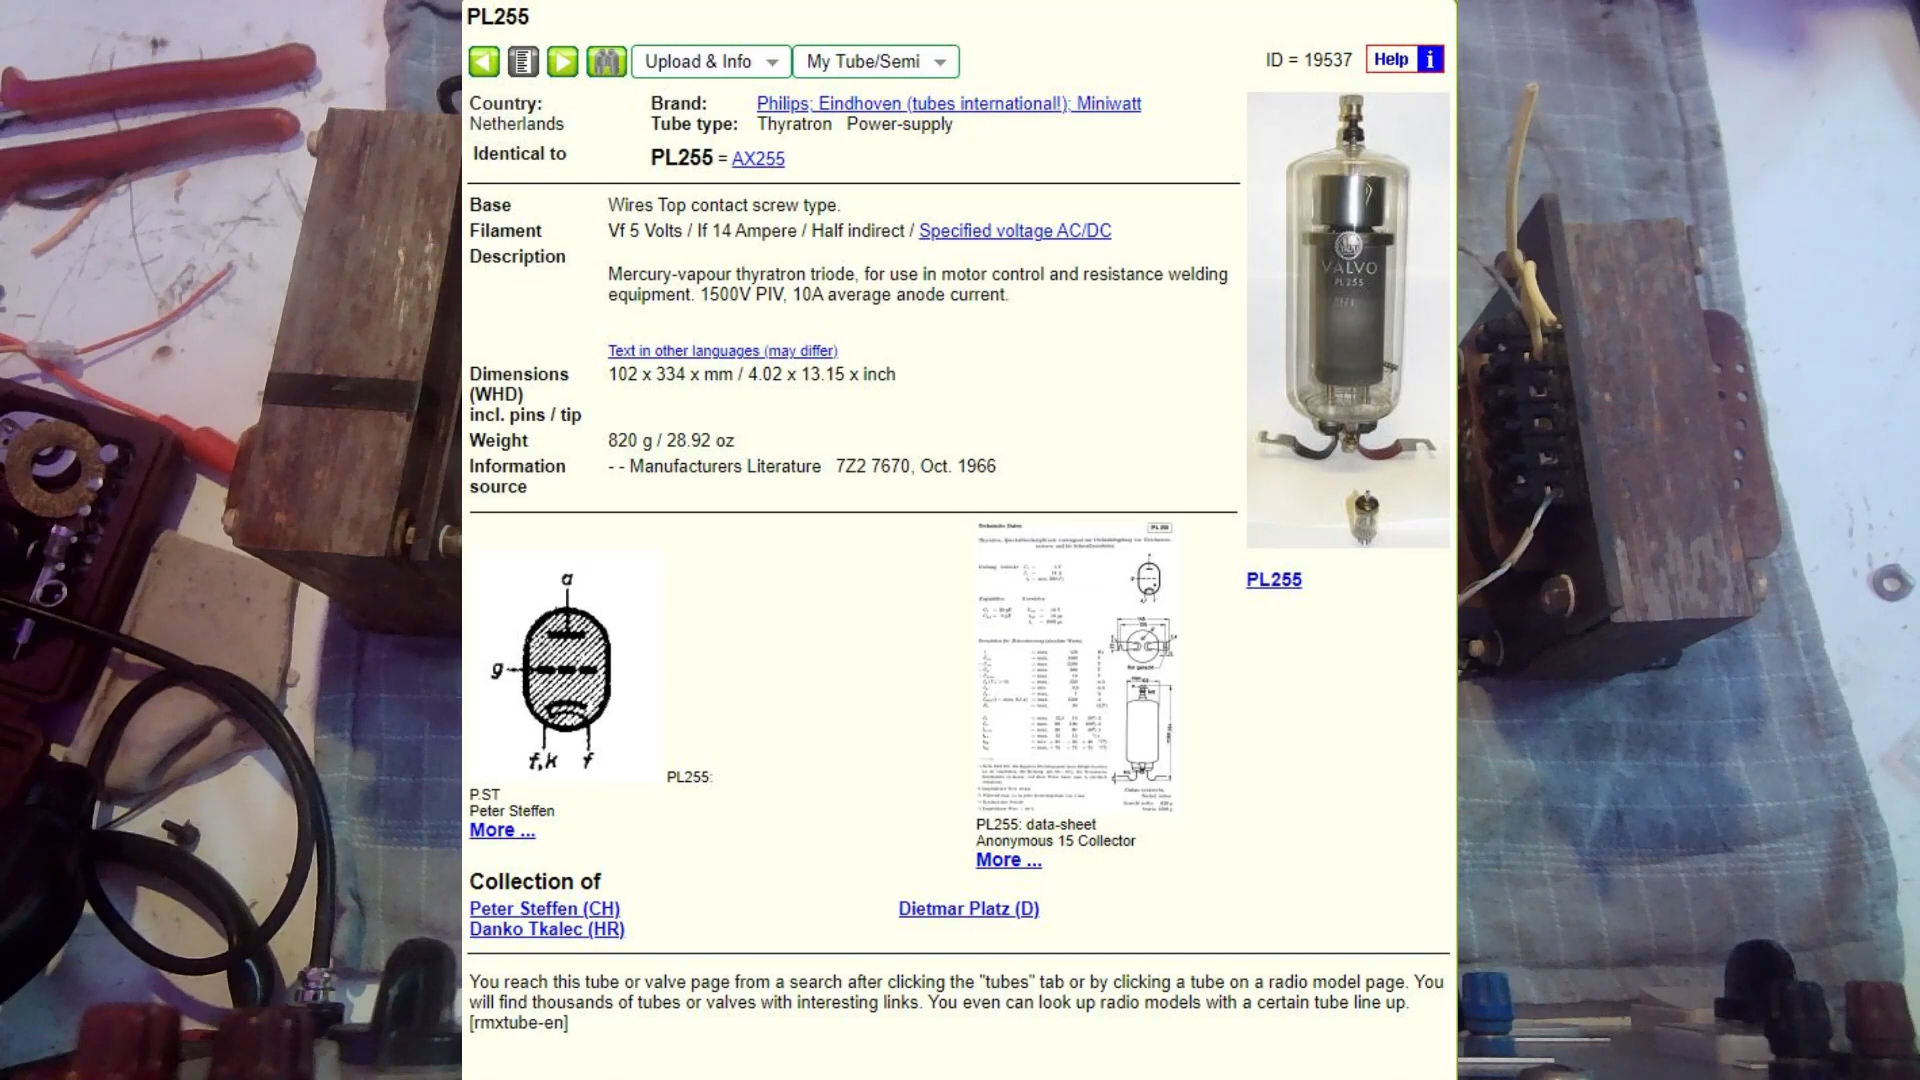 PL255
Upload & Info
My Tube/Semi
ID = 19537
Help i
Country:
Netherlands
Brand: Philips; Eindhoven (tubes international!); Miniwatt
Tube type: Thyratron Power-supply
Identical to PL255 = AX255
Base Wires Top contact screw type.
Filament Vf 5 Volts / If 14 Ampere / Half indirect / Specified voltage AC/DC
Description
Mercury-vapour thyratron triode, for use in motor control and resistance welding
equipment. 1500V PIV, 10A average anode current.
Text in other languages (may differ)
Dimensions 102 x 334 x mm / 4.02 x 13.15 x inch
(WHD)
incl. pins / tip
Weight 820 g / 28.92 oz
Information - - Manufacturers Literature 7Z2 7670, Oct. 1966
source
VALVO
PL 255
PL255
a
g
f,k f
PL255:
P.ST
Peter Steffen
More ...
Technische Daten
PL 255
PL255: data-sheet
Anonymous 15 Collector
More ...
Collection of
Peter Steffen (CH)
Dietmar Platz (D)
Danko Tkalec (HR)
You reach this tube or valve page from a search after clicking the "tubes" tab or by clicking a tube on a radio model page. You
will find thousands of tubes or valves with interesting links. You even can look up radio models with a certain tube line up.
[rmxtube-en]